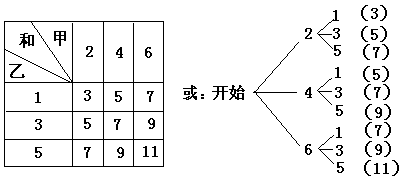 和 甲
乙
2 4 6
1 3 5 7
3 5 7 9
5 7 9 11
或:开始
2
1 (3)
3 (5)
5 (7)
4
1 (5)
3 (7)
5 (9)
6
1 (7)
3 (9)
5 (11)